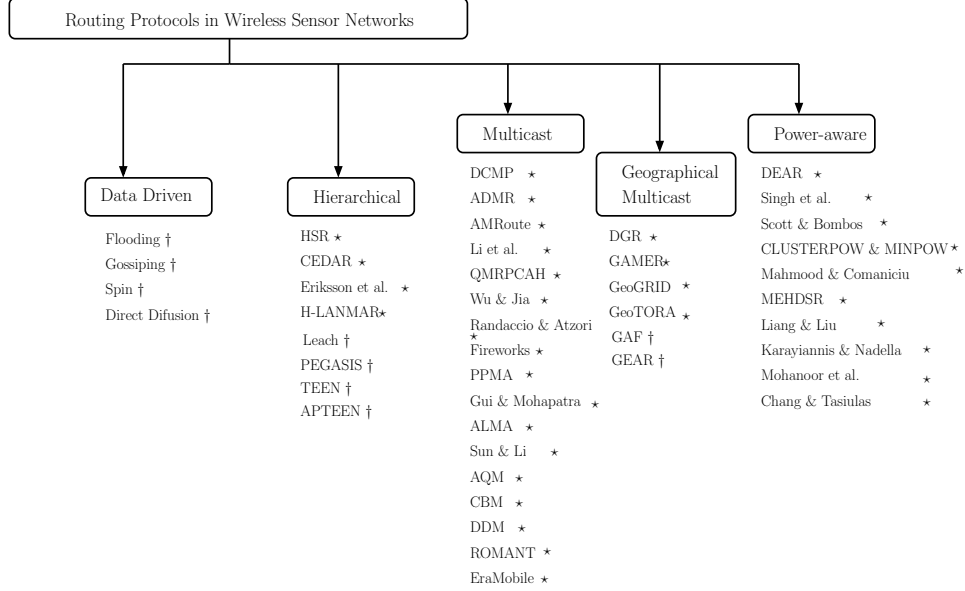 Routing Protocols in Wireless Sensor Networks
Data Driven
Flooding †
Gossiping †
Spin †
Direct Difusion †
Hierarchical
HSR ⋆
CEDAR ⋆
Eriksson et al. ⋆
H-LANMAR⋆
Leach †
PEGASIS †
TEEN †
APTEEN †
Multicast
DCMP ⋆
ADMR ⋆
AMRoute ⋆
Li et al. ⋆
QMRPCAH ⋆
Wu & Jia ⋆
Randaccio & Atzori
⋆
Fireworks ⋆
PPMA ⋆
Gui & Mohapatra ⋆
ALMA ⋆
Sun & Li ⋆
AQM ⋆
CBM ⋆
DDM ⋆
ROMANT ⋆
EraMobile ⋆
Geographical
Multicast
DGR ⋆
GAMER⋆
GeoGRID ⋆
GeoTORA ⋆
GAF †
GEAR †
Power-aware
DEAR ⋆
Singh et al. ⋆
Scott & Bombos ⋆
CLUSTERPOW & MINPOW⋆
Mahmood & Comaniciu ⋆
MEHDSR ⋆
Liang & Liu ⋆
Karayiannis & Nadella ⋆
Mohanoor et al. ⋆
Chang & Tasiulas ⋆